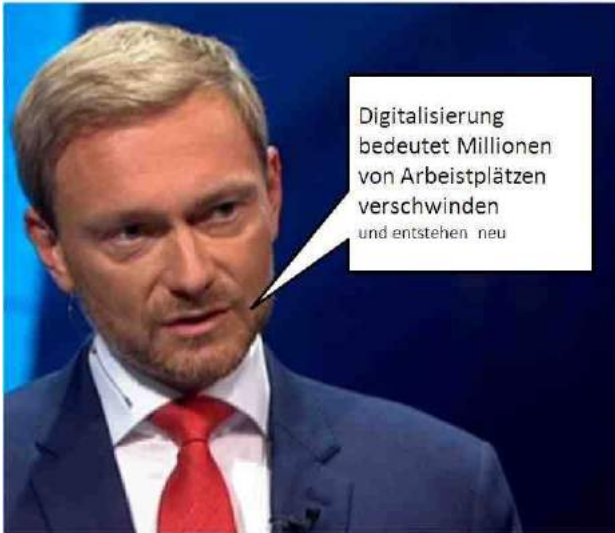 Digitalisierung
bedeutet Millionen
von Arbeistplätzen
verschwinden
und entstehen neu